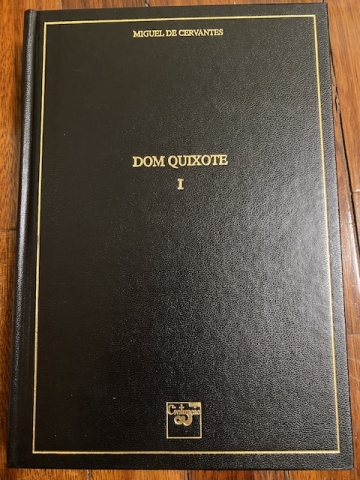 MIGUEL DE CERVANTES
DOM QUIXOTE
I